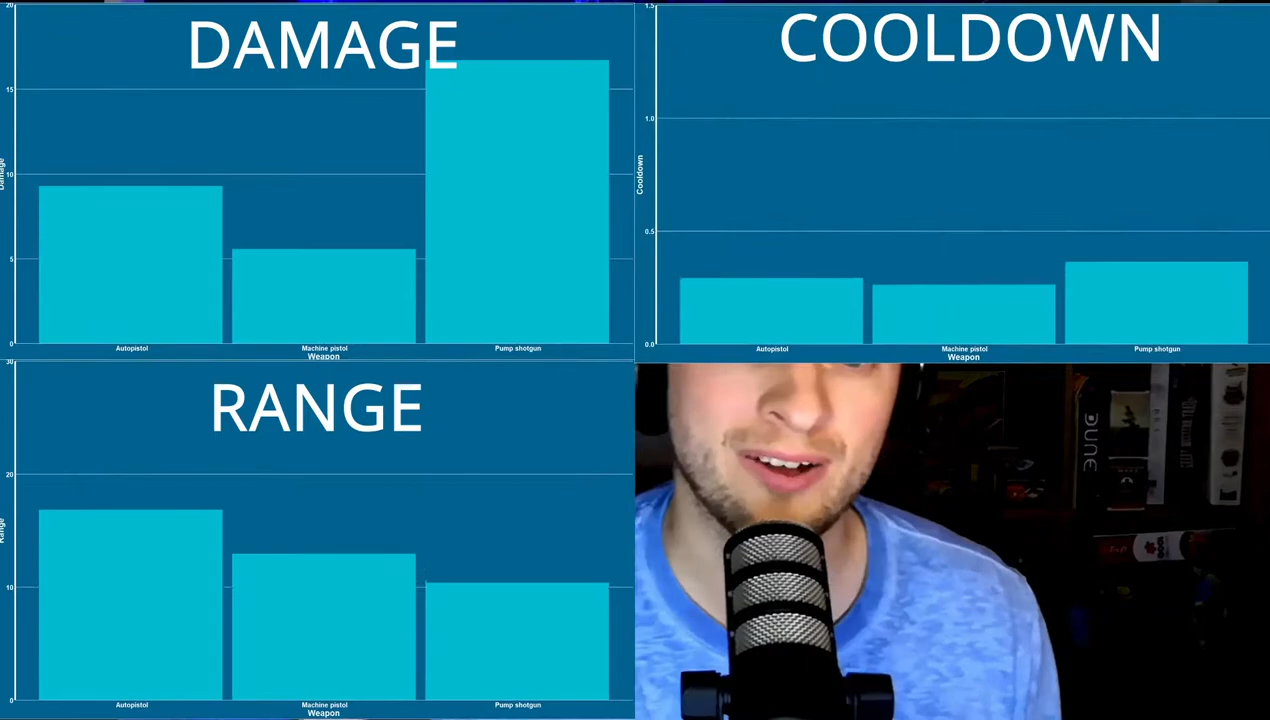 DAMAGE
20
15
10
5
0
Damage
Autopistol
Machine pistol
Pump shotgun
Weapon
COOLDOWN
1.5
1.0
0.5
0.0
Cooldown
Autopistol
Machine pistol
Pump shotgun
Weapon
RANGE
30
20
10
0
Range
Autopistol
Machine pistol
Pump shotgun
Weapon
DUNE